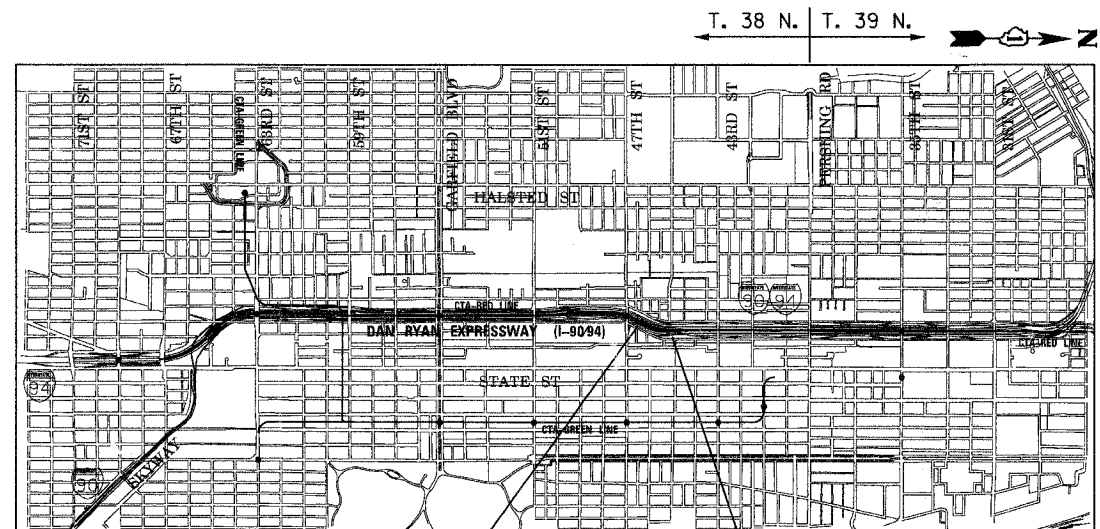 T. 38 N. T. 39 N.
N
71ST ST
67TH ST
63RD ST
59TH ST
GARFIELD BLVD
51ST ST
47TH ST
43RD ST
PERSHING RD
35TH ST
31ST ST
CTA-GREEN LINE
HALSTED ST
CTA-RED LINE
90 94
DAN RYAN EXPRESSWAY (I-90/94)
CTA-RED LINE
94
STATE ST
CTA-GREEN LINE
SKYWAY
90